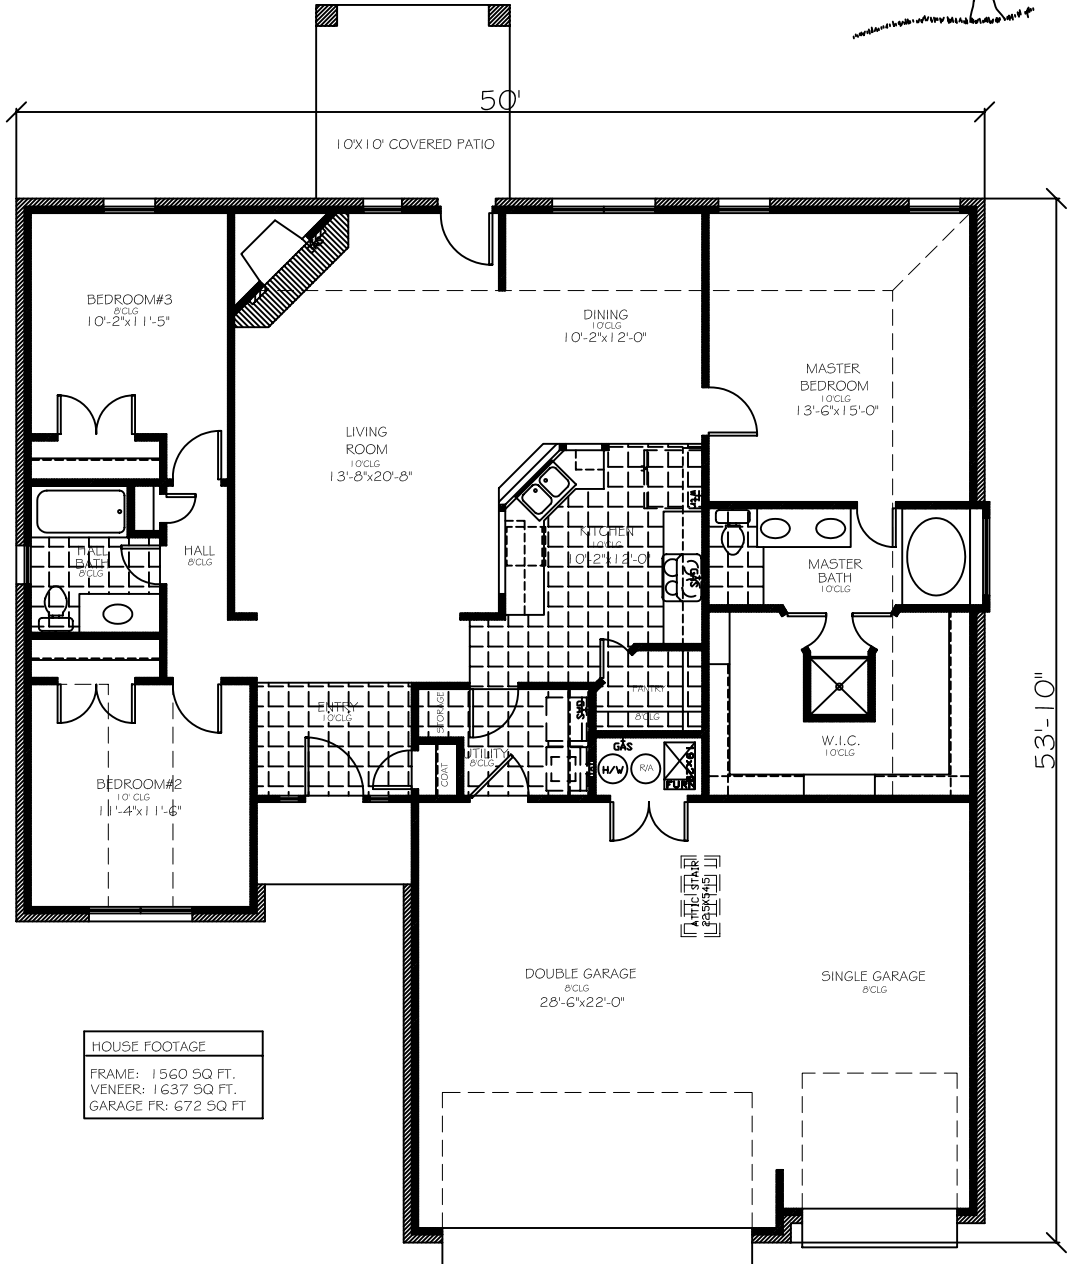 50'
10'X10' COVERED PATIO
BEDROOM#3
8'CLG
10'-2"x11'-5"
DINING
10'CLG
10'-2"x12'-0"
MASTER
BEDROOM
10'CLG
13'-6"x15'-0"
LIVING
ROOM
10'CLG
13'-8"x20'-8"
KITCHEN
10'CLG
10'-2"x12'-0"
GAS
HALL
BATH
8'CLG
HALL
8'CLG
MASTER
BATH
10'CLG
53'-10"
PANTRY
8'CLG
ENTRY
10'CLG
STORAGE
UTILITY
8'CLG
COAT
GAS
H/W
R/A
FURN
W.I.C.
10'CLG
BEDROOM#2
10' CLG
11'-4"x11'-6"
ATTIC STAIR
22.5X54.5
DOUBLE GARAGE
8'CLG
28'-6"x22'-0"
SINGLE GARAGE
8'CLG
HOUSE FOOTAGE
FRAME: 1560 SQ FT.
VENEER: 1637 SQ FT.
GARAGE FR: 672 SQ FT